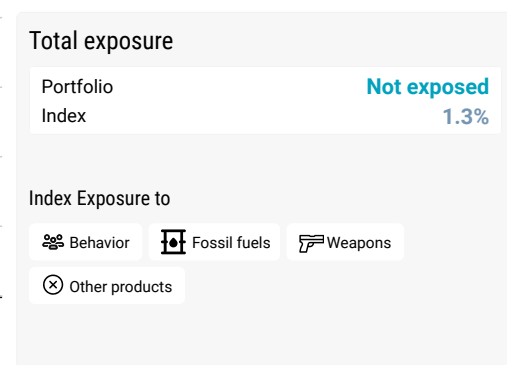 Total exposure
Portfolio Not exposed
Index 1.3%
Index Exposure to
Behavior Fossil fuels Weapons
Other products